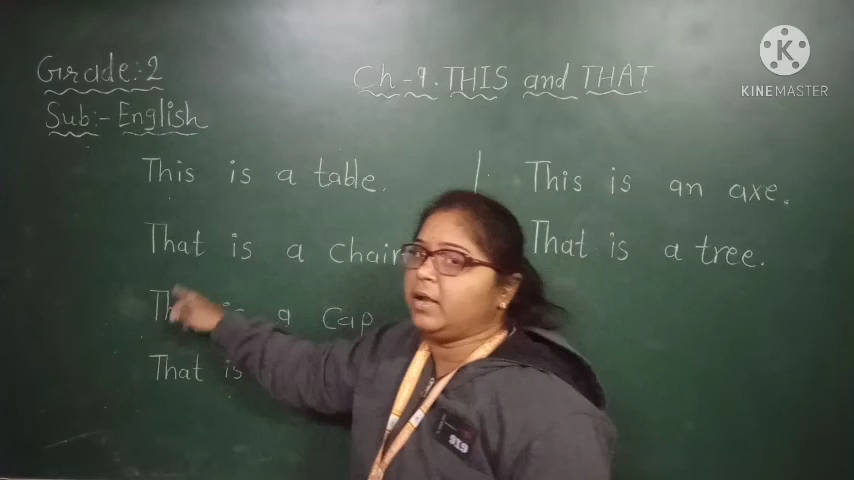 Grade:2
Sub:- English
Ch-9. THIS and THAT
This is a table.
That is a chair
is a cap
That is
This is an axe.
That is a tree.
KINEMASTER